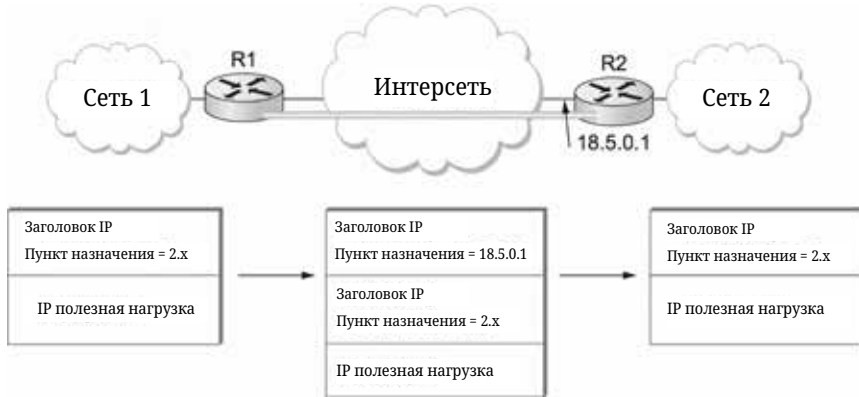 R1
R2
Сеть 1
Интерсеть
Сеть 2
18.5.0.1
Заголовок IP
Пункт назначения = 2.x
IP полезная нагрузка
Заголовок IP
Пункт назначения = 18.5.0.1
Заголовок IP
Пункт назначения = 2.x
IP полезная нагрузка
Заголовок IP
Пункт назначения = 2.x
IP полезная нагрузка